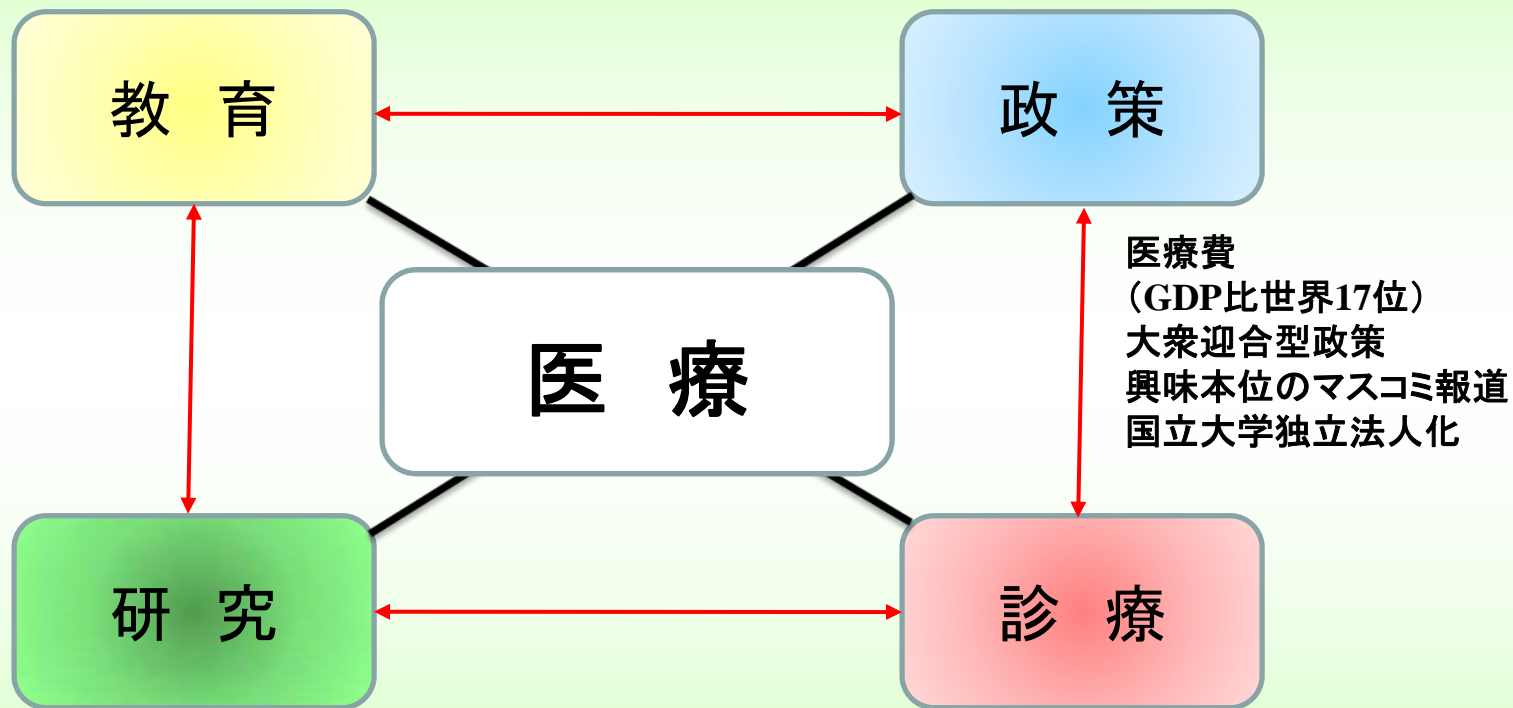 教 育
政 策
医療費
（GDP比世界17位）
大衆迎合型政策
興味本位のマスコミ報道
国立大学独立法人化
医 療
研 究
診 療